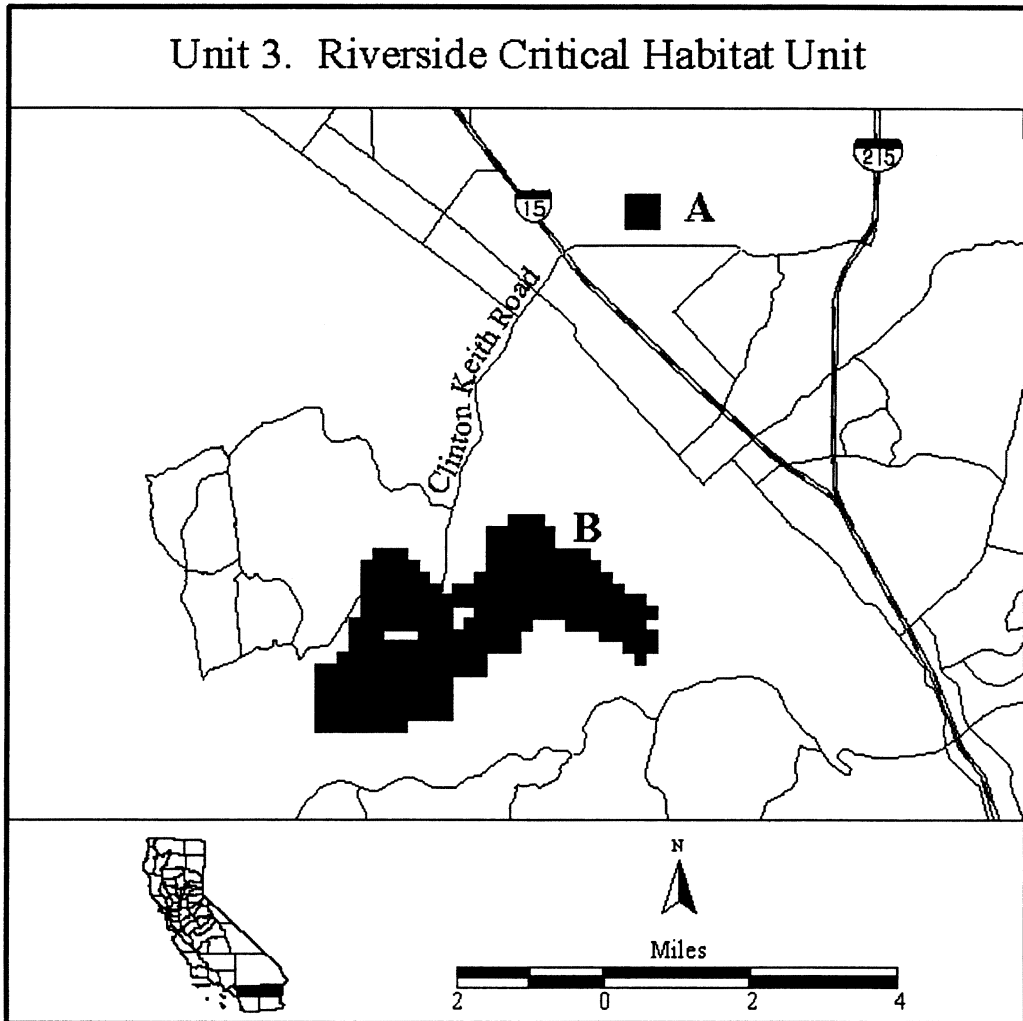 Unit 3. Riverside Critical Habitat Unit
215
15
A
Clinton Keith Road
B
N
Miles
2 0 2 4